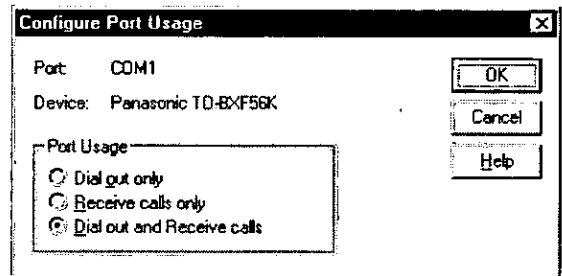 Configure Port Usage
Port: COM1
OK
Device: Panasonic TO-BXF56K
Cancel
Port Usage
Help
Dial out only
Receive calls only
Dial out and Receive calls